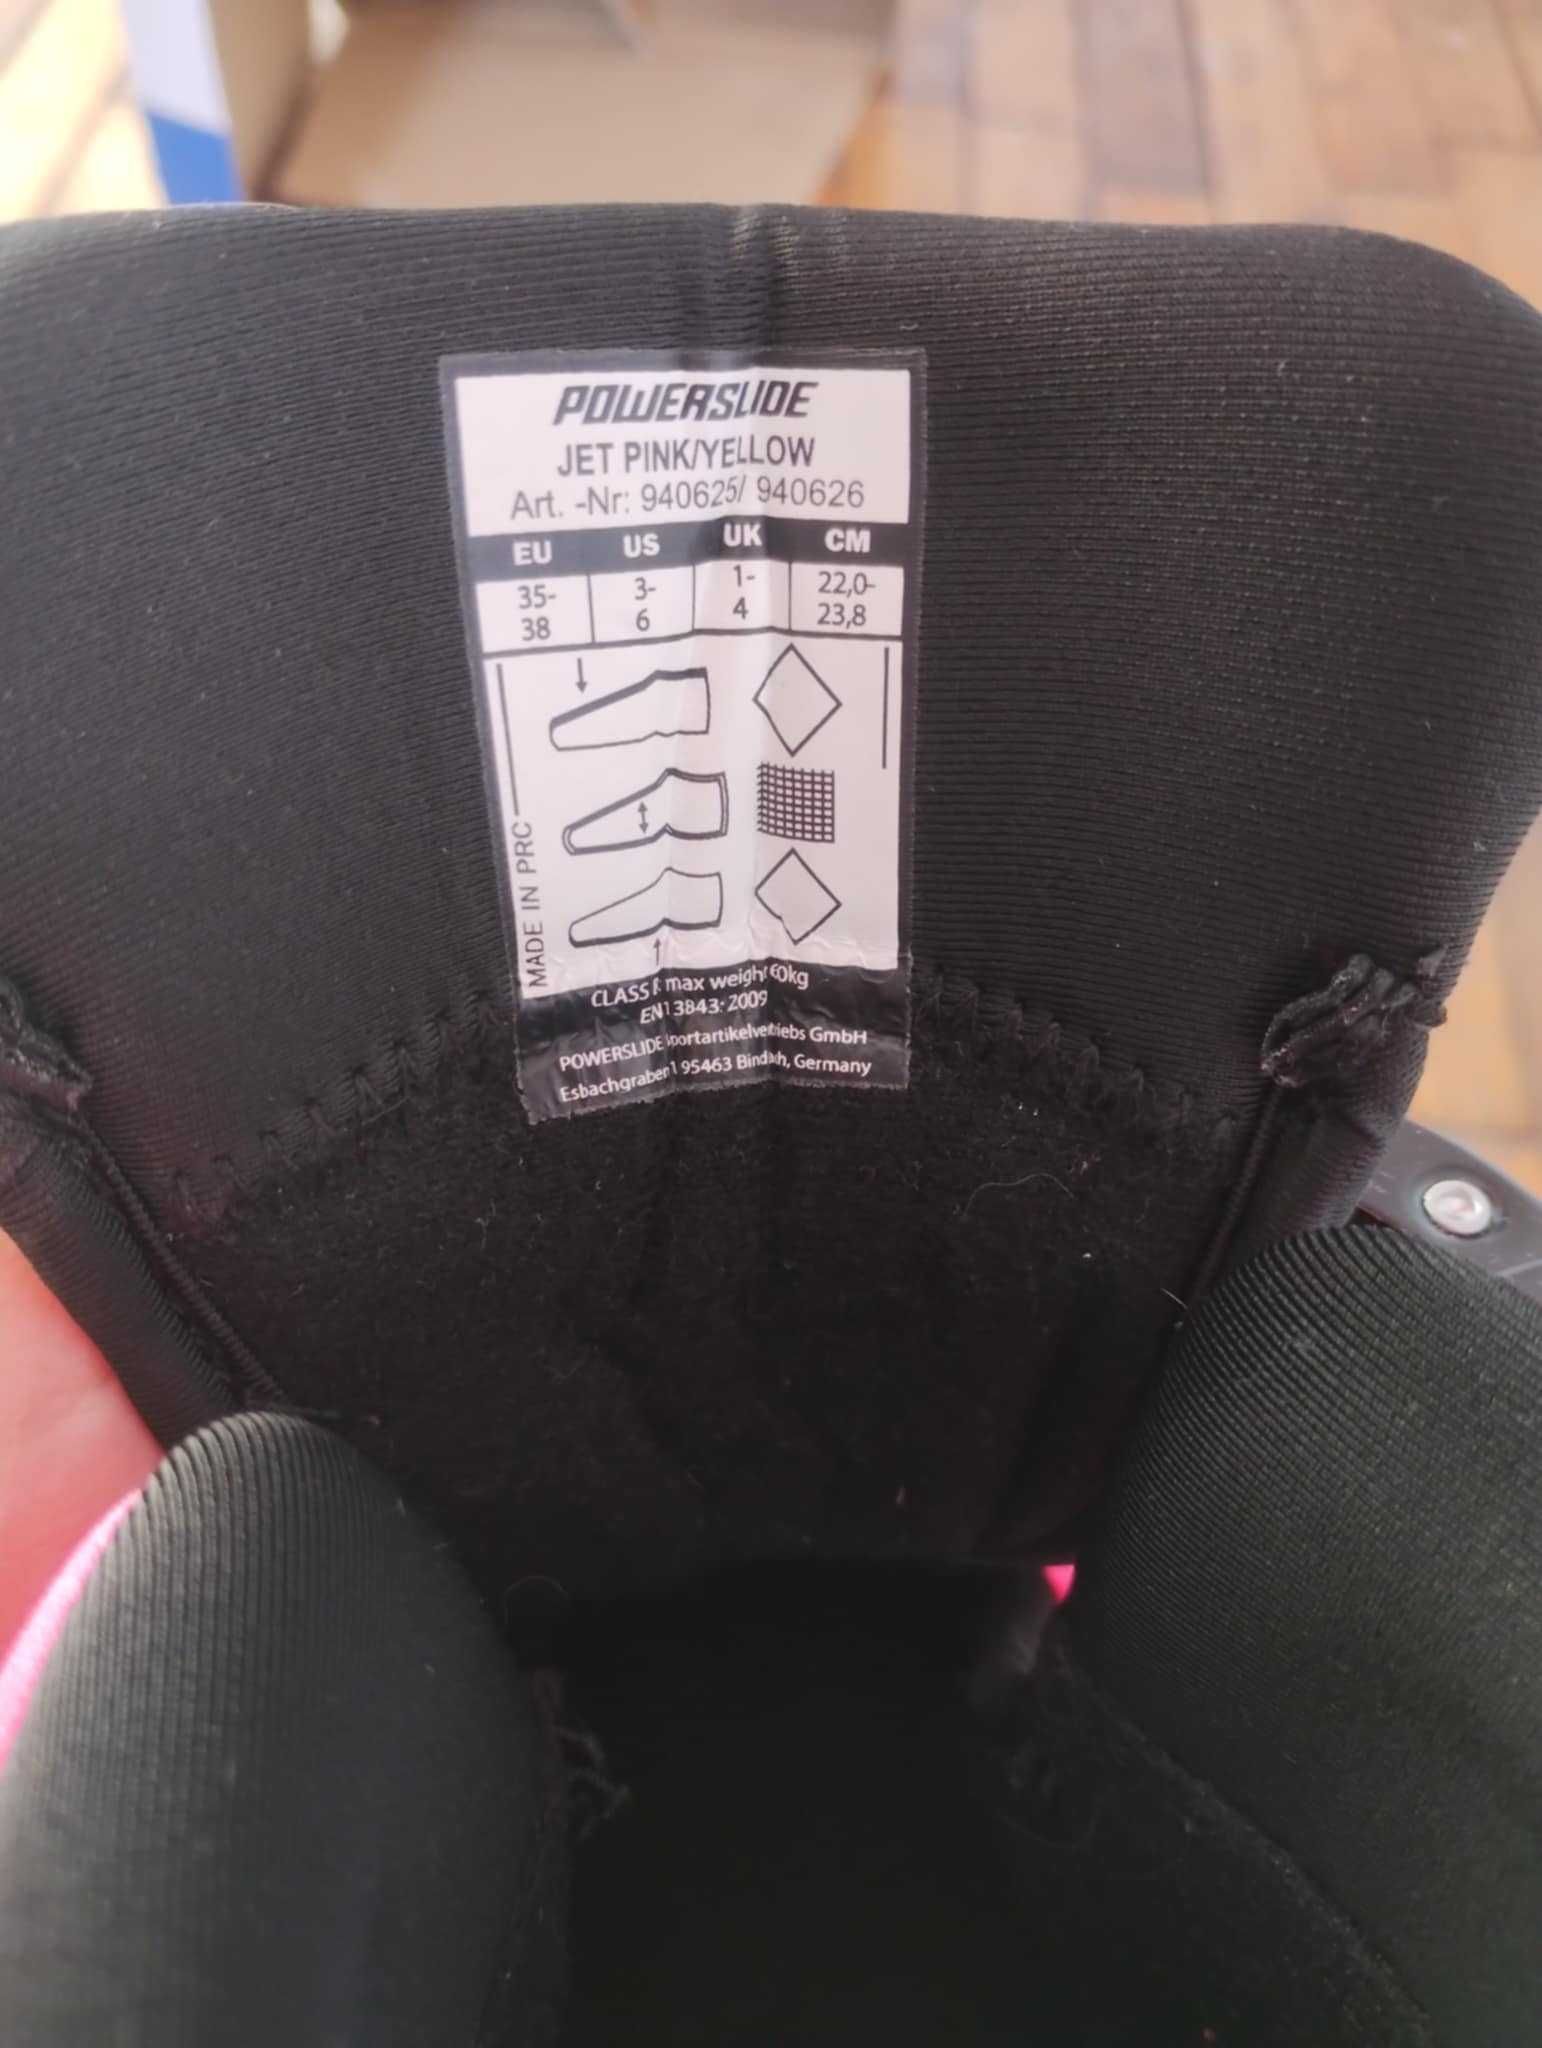 POWERSLIDE
JET PINK/YELLOW
Art. -Nr: 940625/ 940626
EU US UK CM
35- 3- 1- 22,0-
38 6 4 23,8
MADE IN PRC
CLASS max weight 60kg
EN13843: 2009
POWERSLIDE Sportartikelvertriebs GmbH
Esbachgraben 1 95463 Bindlach, Germany